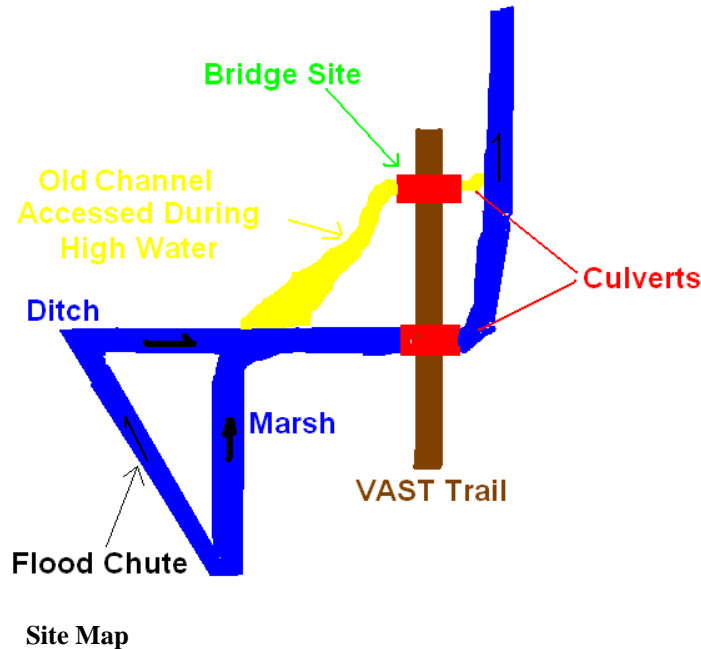 Bridge Site
Old Channel
Accessed During
High Water
Culverts
Ditch
Marsh
VAST Trail
Flood Chute
Site Map